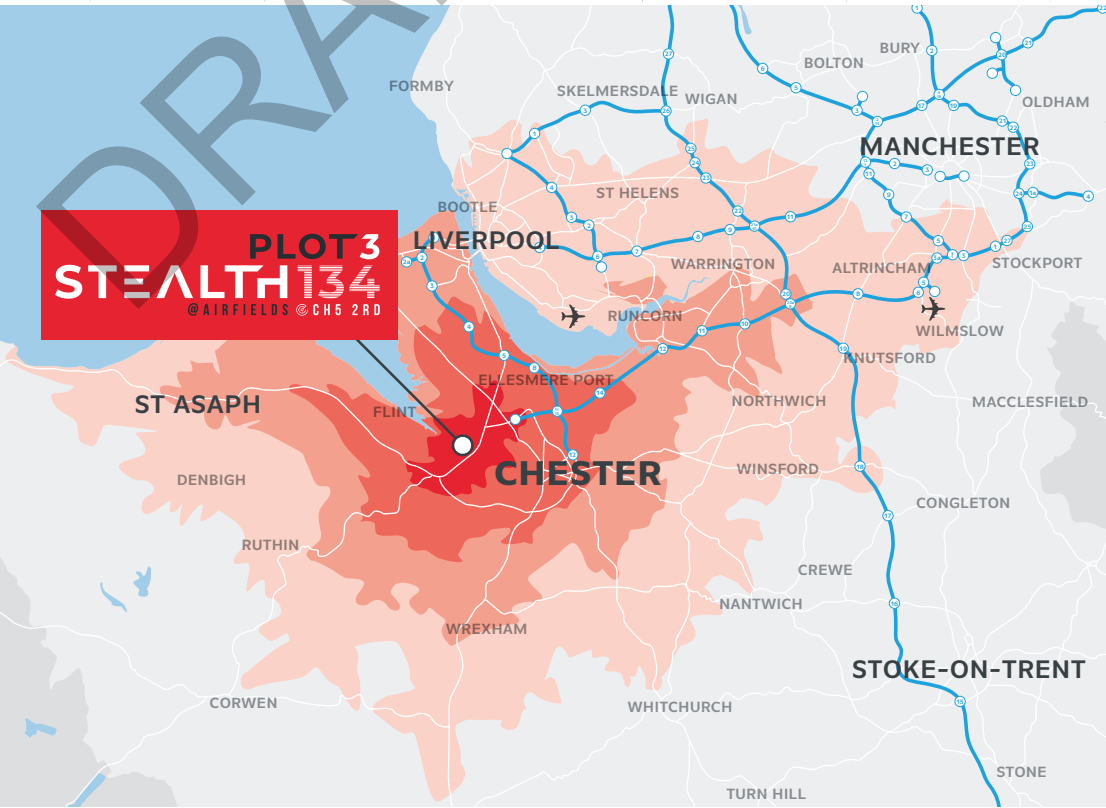 DRA
FORMBY
SKELMERSDALE
WIGAN
BOLTON
BURY
OLDHAM
MANCHESTER
ST HELENS
BOOTLE
LIVERPOOL
WARRINGTON
ALTRINCHAM
STOCKPORT
PLOT 3
STEALTH134
@AIRFIELDS CH5 2RD
RUNCORN
WILMSLOW
KNUTSFORD
ELLESMERE PORT
ST ASAPH
FLINT
NORTHWICH
MACCLESFIELD
CHESTER
WINSFORD
DENBIGH
CONGLETON
RUTHIN
CREWE
NANTWICH
WREXHAM
STOKE-ON-TRENT
CORWEN
WHITCHURCH
STONE
TURN HILL